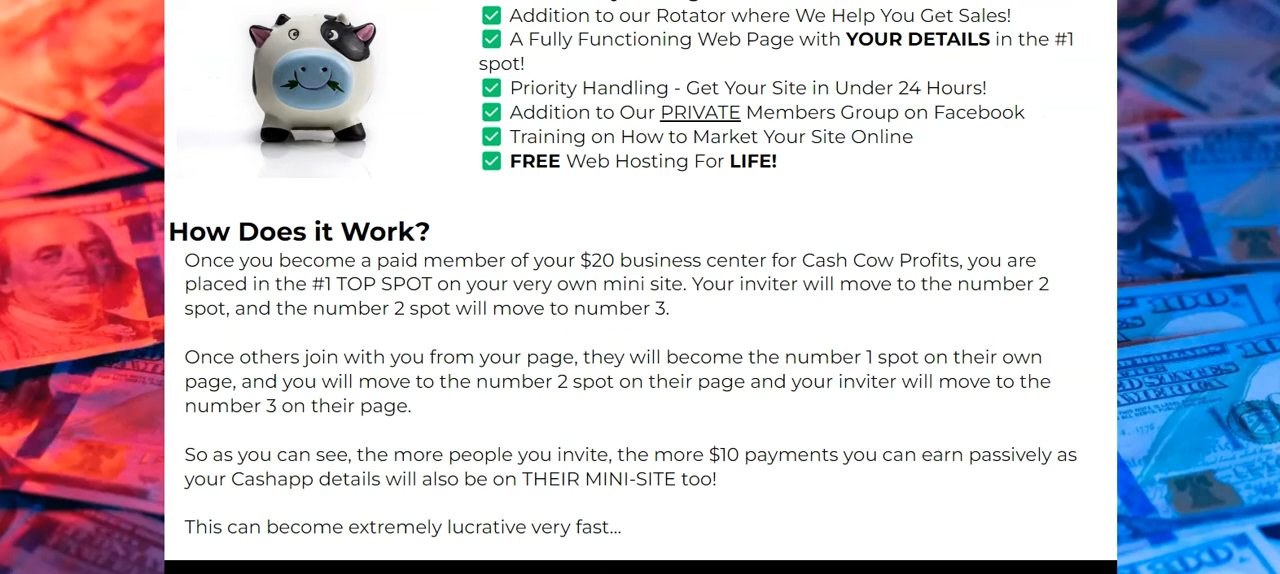 ✅ Addition to our Rotator where We Help You Get Sales!
✅ A Fully Functioning Web Page with YOUR DETAILS in the #1
spot!
✅ Priority Handling - Get Your Site in Under 24 Hours!
✅ Addition to Our PRIVATE Members Group on Facebook
✅ Training on How to Market Your Site Online
✅ FREE Web Hosting For LIFE!
How Does it Work?
Once you become a paid member of your $20 business center for Cash Cow Profits, you are
placed in the #1 TOP SPOT on your very own mini site. Your inviter will move to the number 2
spot, and the number 2 spot will move to number 3.
Once others join with you from your page, they will become the number 1 spot on their own
page, and you will move to the number 2 spot on their page and your inviter will move to the
number 3 on their page.
So as you can see, the more people you invite, the more $10 payments you can earn passively as
your Cashapp details will also be on THEIR MINI-SITE too!
This can become extremely lucrative very fast...